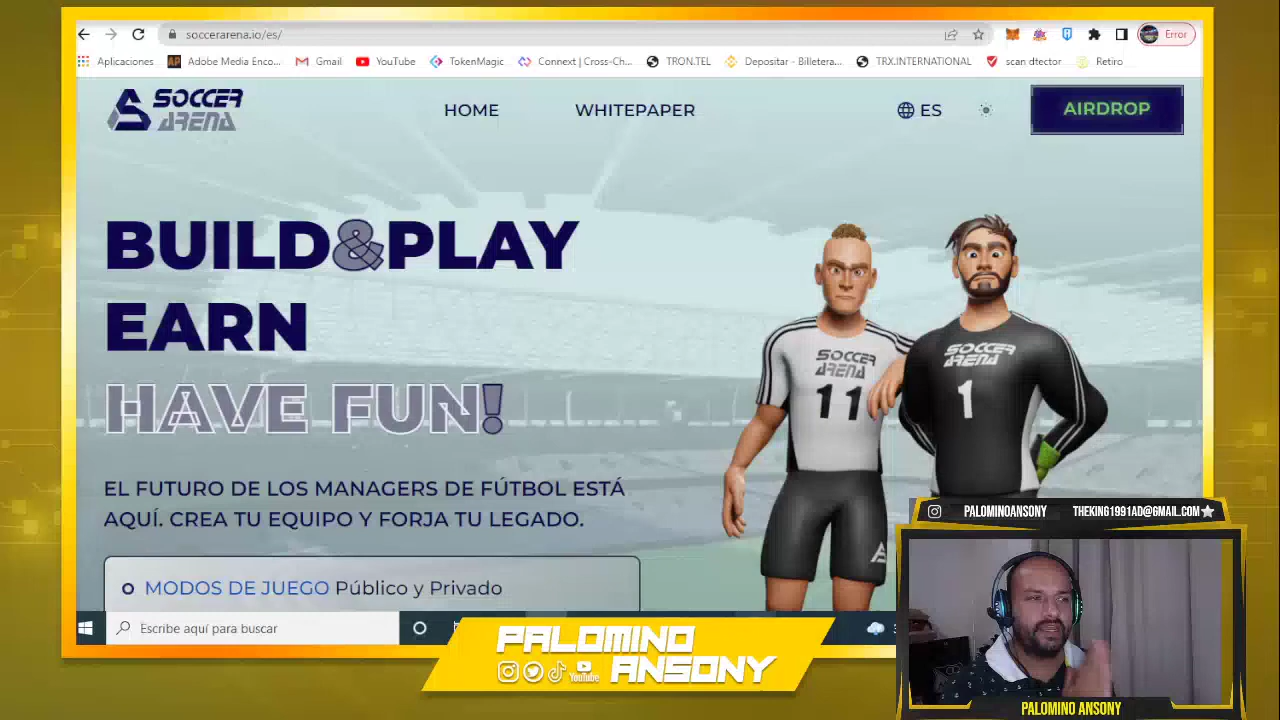 soccerarena.io/es/
Error
Aplicaciones
Adobe Media Enco...
Gmail
YouTube
TokenMagic
Connext | Cross-Ch...
TRON.TEL
Depositar - Billetera...
TRX.INTERNATIONAL
scan dtector
Retiro
SOCCER
ARENA
HOME
WHITEPAPER
ES
AIRDROP
BUILD&PLAY
EARN
HAVE FUN!
EL FUTURO DE LOS MANAGERS DE FÚTBOL ESTÁ
AQUÍ. CREA TU EQUIPO Y FORJA TU LEGADO.
MODOS DE JUEGO Público y Privado
SOCCER
ARENA
11
SOCCER
ARENA
1
Escribe aquí para buscar
PALOMINO
ANSONY
YouTube
PALOMINOANSONY
THEKING1991AD@GMAIL.COM
PALOMINO ANSONY